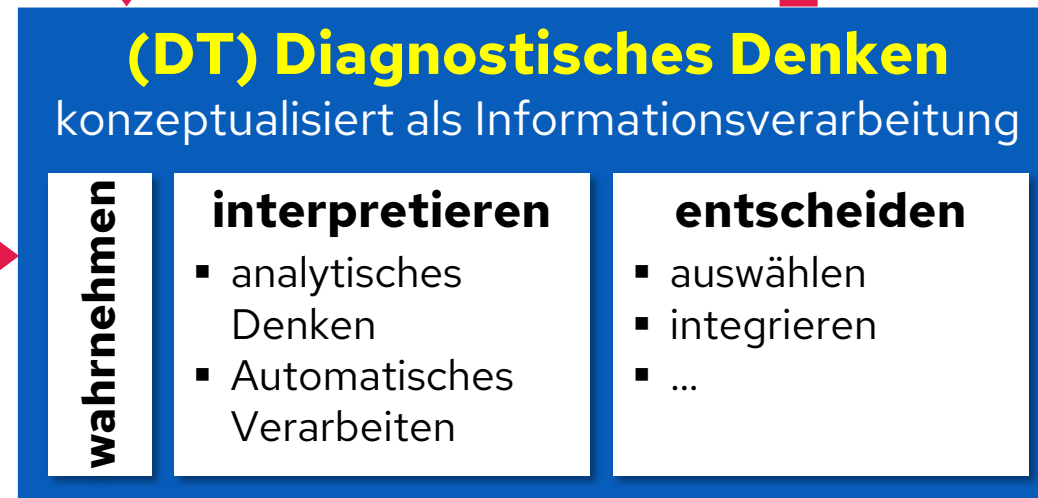 (DT) Diagnostisches Denken
konzeptualisiert als Informationsverarbeitung
wahrnehmen
interpretieren
▪ analytisches
Denken
▪ Automatisches
Verarbeiten
entscheiden
▪ auswählen
▪ integrieren
▪ ...